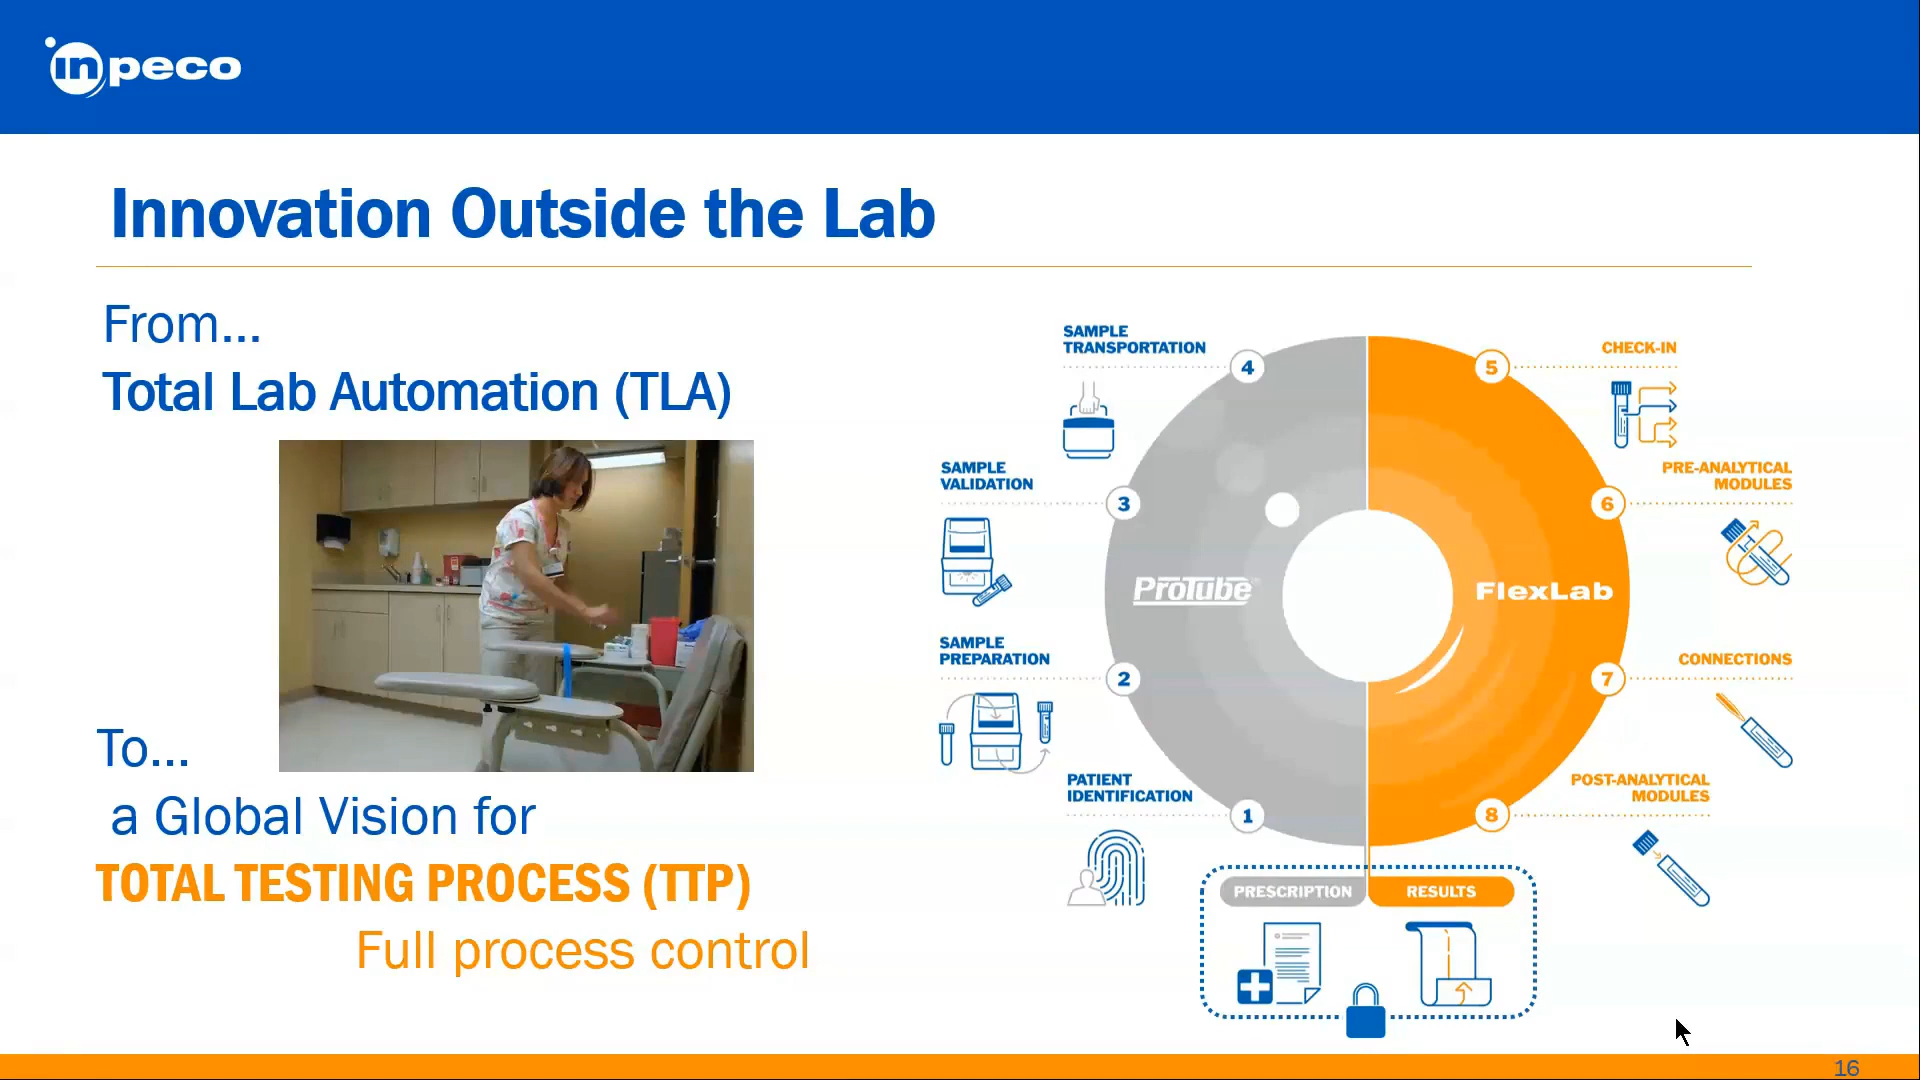 inpeco
Innovation Outside the Lab
From...
Total Lab Automation (TLA)
To...
a Global Vision for
TOTAL TESTING PROCESS (TTP)
Full process control
SAMPLE
TRANSPORTATION
4
SAMPLE
VALIDATION
3
SAMPLE
PREPARATION
2
PATIENT
IDENTIFICATION
1
ProTube
FlexLab
CHECK-IN
5
PRE-ANALYTICAL
MODULES
6
CONNECTIONS
7
POST-ANALYTICAL
MODULES
8
PRESCRIPTION
RESULTS
16